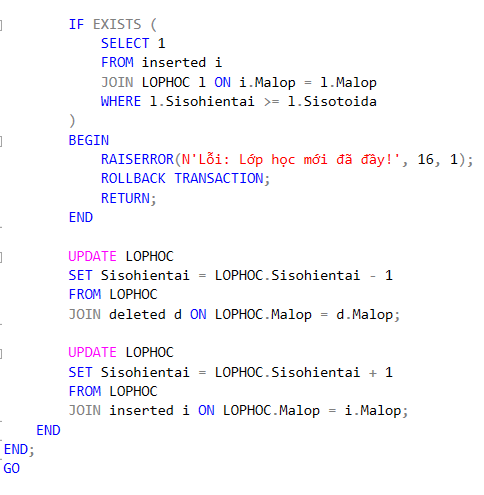 IF EXISTS (
SELECT 1
FROM inserted i
JOIN LOPHOC l ON i.Malop = l.Malop
WHERE l.Sisohientai >= l.Sisotoida
)
BEGIN
RAISERROR(N'Lỗi: Lớp học mới đã đầy!', 16, 1);
ROLLBACK TRANSACTION;
RETURN;
END
UPDATE LOPHOC
SET Sisohientai = LOPHOC.Sisohientai - 1
FROM LOPHOC
JOIN deleted d ON LOPHOC.Malop = d.Malop;
UPDATE LOPHOC
SET Sisohientai = LOPHOC.Sisohientai + 1
FROM LOPHOC
JOIN inserted i ON LOPHOC.Malop = i.Malop;
END
END;
GO